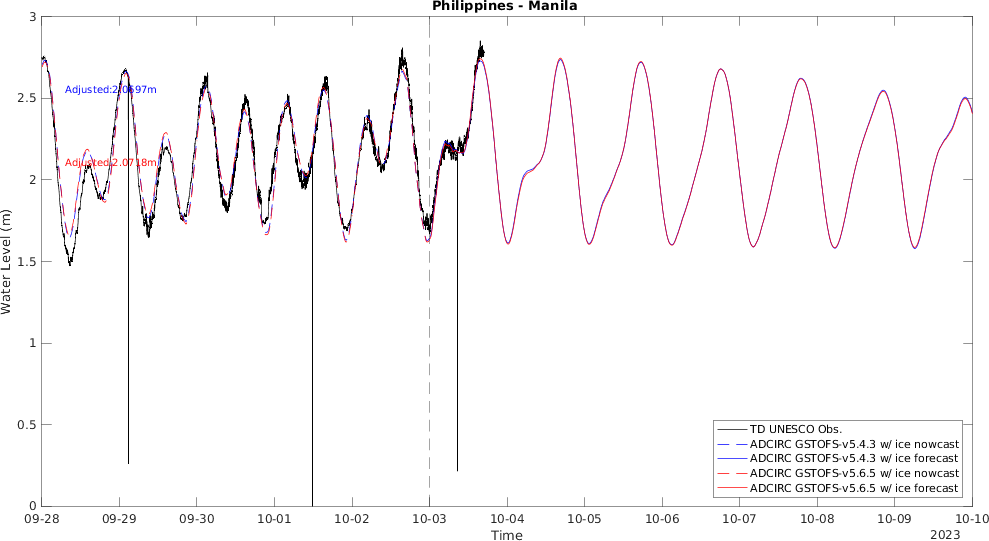 Philippines - Manila
3
2.5
2
1.5
1
0.5
0
Water Level (m)
Adjusted:2.0697m
Adjusted:2.0718m
TD UNESCO Obs.
ADCIRC GSTOFS-v5.4.3 w/ ice nowcast
ADCIRC GSTOFS-v5.4.3 w/ ice forecast
ADCIRC GSTOFS-v5.6.5 w/ ice nowcast
ADCIRC GSTOFS-v5.6.5 w/ ice forecast
09-28 09-29 09-30 10-01 10-02 10-03 10-04 10-05 10-06 10-07 10-08 10-09 10-10
Time
2023